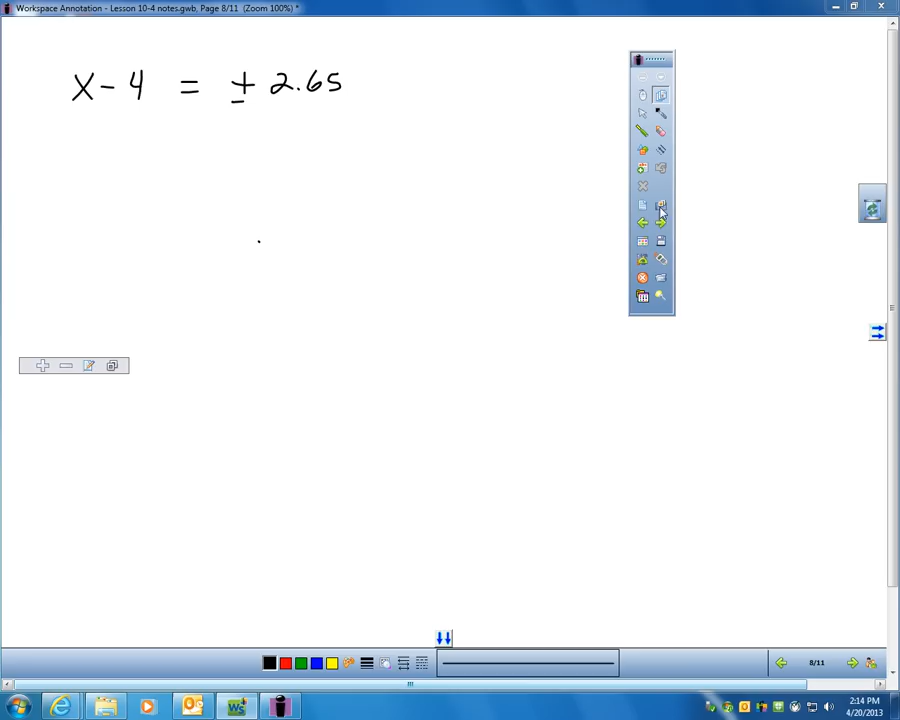 Workspace Annotation - Lesson 10-4 notes.gwb, Page 8/11 (Zoom 100%) *
x - 4 = ± 2.65
8/11
2:14 PM
4/20/2013